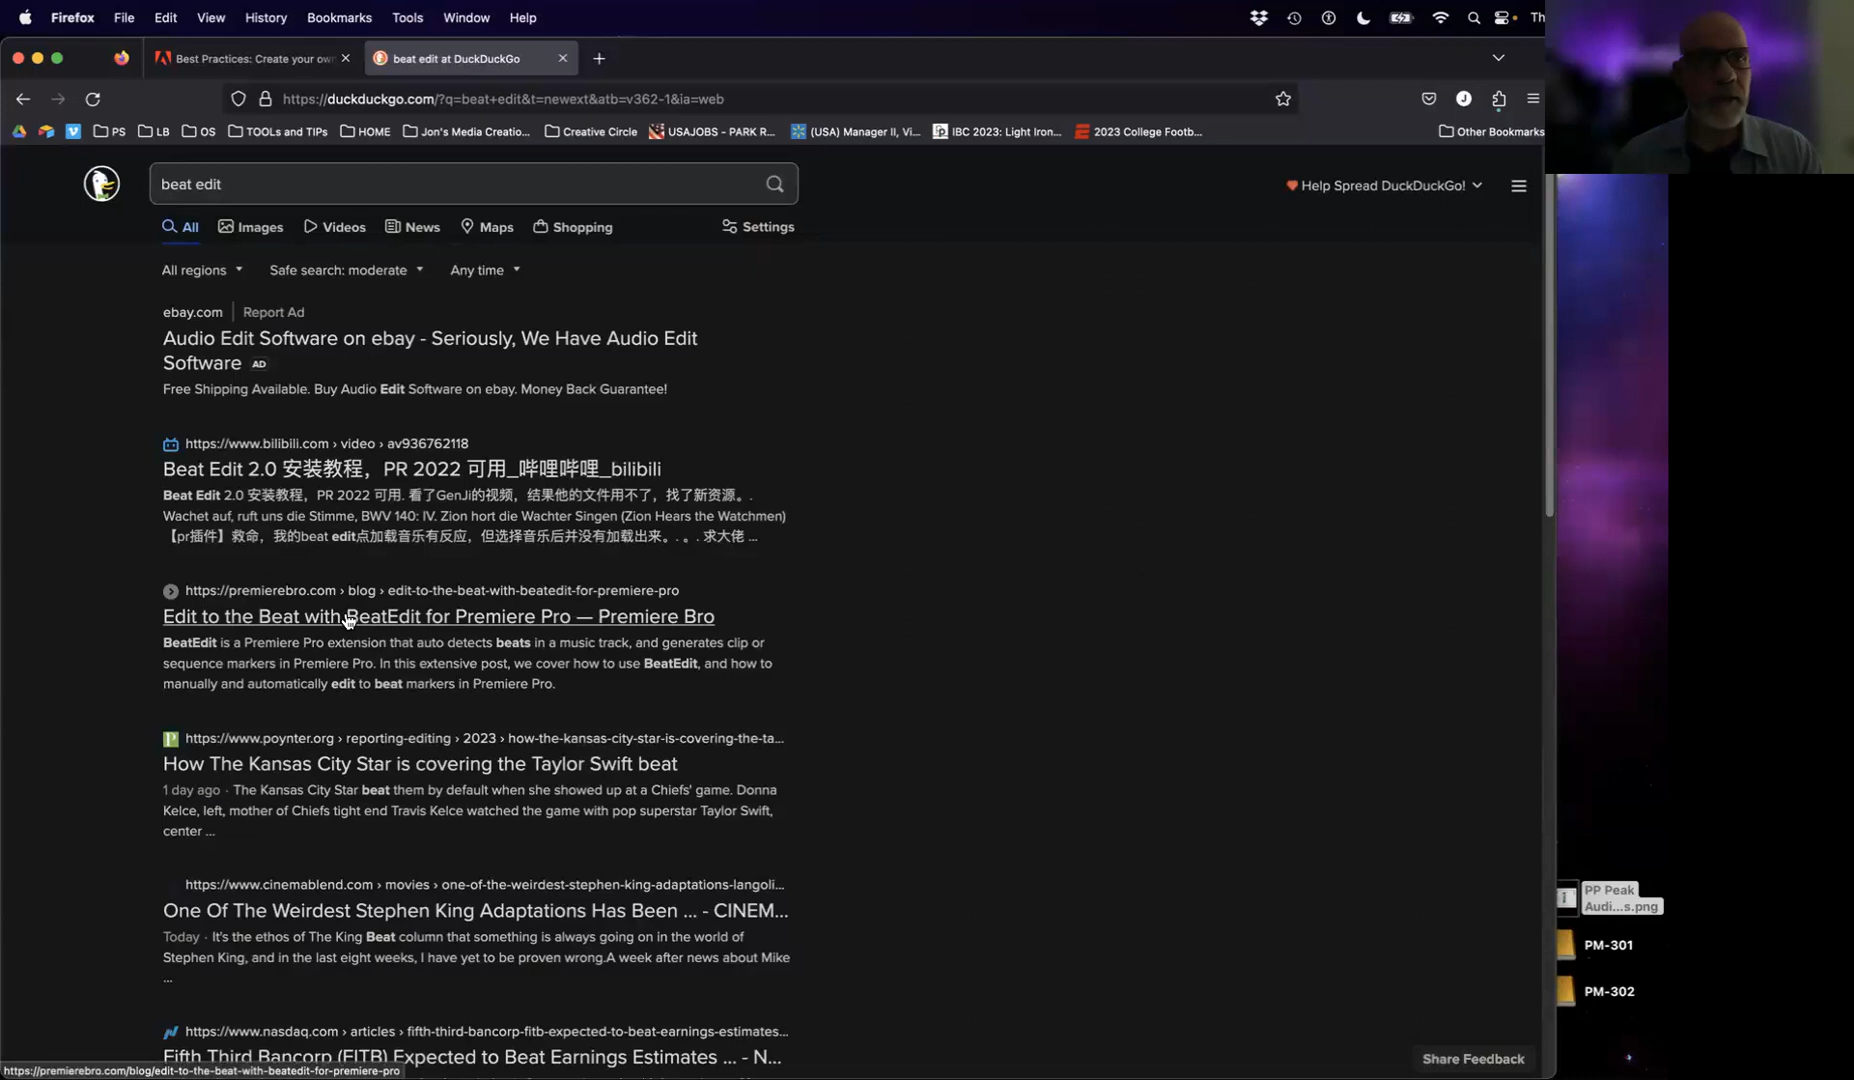 Firefox File Edit View History Bookmarks Tools Window Help Th
Best Practices: Create your own
beat edit at DuckDuckGo
https://duckduckgo.com/?q=beat+edit&t=newext&atb=v362-1&ia=web
PS LB OS TOOLs and TIPs HOME Jon's Media Creatio... Creative Circle USAJOBS - PARK R... (USA) Manager II, Vi... IBC 2023: Light Iron... 2023 College Footb... Other Bookmarks
beat edit
Help Spread DuckDuckGo!
All Images Videos News Maps Shopping Settings
All regions Safe search: moderate Any time
ebay.com Report Ad
Audio Edit Software on ebay - Seriously, We Have Audio Edit
Software AD
Free Shipping Available. Buy Audio Edit Software on ebay. Money Back Guarantee!
https://www.bilibili.com › video › av936762118
Beat Edit 2.0 安装教程，PR 2022 可用_哔哩哔哩_bilibili
Beat Edit 2.0 安装教程，PR 2022 可用. 看了GenJi的视频，结果他的文件用不了，找了新资源。.
Wachet auf, ruft uns die Stimme, BWV 140: IV. Zion hort die Wachter Singen (Zion Hears the Watchmen)
【pr插件】救命，我的beat edit点加载音乐有反应，但选择音乐后并没有加载出来。. 。. 求大佬 ...
https://premierebro.com › blog › edit-to-the-beat-with-beatedit-for-premiere-pro
Edit to the Beat with BeatEdit for Premiere Pro — Premiere Bro
BeatEdit is a Premiere Pro extension that auto detects beats in a music track, and generates clip or
sequence markers in Premiere Pro. In this extensive post, we cover how to use BeatEdit, and how to
manually and automatically edit to beat markers in Premiere Pro.
https://www.poynter.org › reporting-editing › 2023 › how-the-kansas-city-star-is-covering-the-ta...
How The Kansas City Star is covering the Taylor Swift beat
1 day ago · The Kansas City Star beat them by default when she showed up at a Chiefs' game. Donna
Kelce, left, mother of Chiefs tight end Travis Kelce watched the game with pop superstar Taylor Swift,
center ...
https://www.cinemablend.com › movies › one-of-the-weirdest-stephen-king-adaptations-langoli...
One Of The Weirdest Stephen King Adaptations Has Been ... - CINEM...
Today · It's the ethos of The King Beat column that something is always going on in the world of
Stephen King, and in the last eight weeks, I have yet to be proven wrong.A week after news about Mike
...
https://www.nasdaq.com › articles › fifth-third-bancorp-fitb-expected-to-beat-earnings-estimates...
Fifth Third Bancorp (FITB) Expected to Beat Earnings Estimates ... - N...
Share Feedback
https://premierebro.com/blog/edit-to-the-beat-with-beatedit-for-premiere-pro
PP Peak
Audi...s.png
PM-301
PM-302